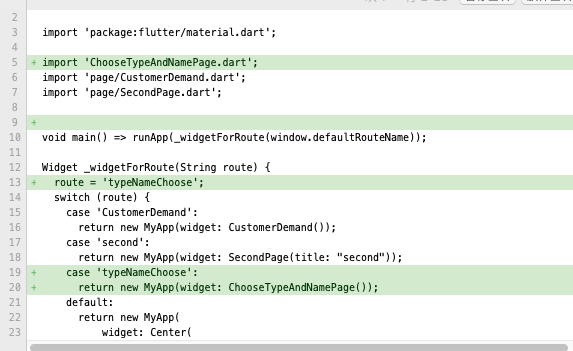 2
3 import 'package:flutter/material.dart';
4
5 + import 'ChooseTypeAndNamePage.dart';
6 import 'page/CustomerDemand.dart';
7 import 'page/SecondPage.dart';
8
9 +
10 void main() => runApp(_widgetForRoute(window.defaultRouteName));
11
12 Widget _widgetForRoute(String route) {
13 + route = 'typeNameChoose';
14 switch (route) {
15 case 'CustomerDemand':
16 return new MyApp(widget: CustomerDemand());
17 case 'second':
18 return new MyApp(widget: SecondPage(title: "second"));
19 + case 'typeNameChoose':
20 + return new MyApp(widget: ChooseTypeAndNamePage());
21 default:
22 return new MyApp(
23 widget: Center(